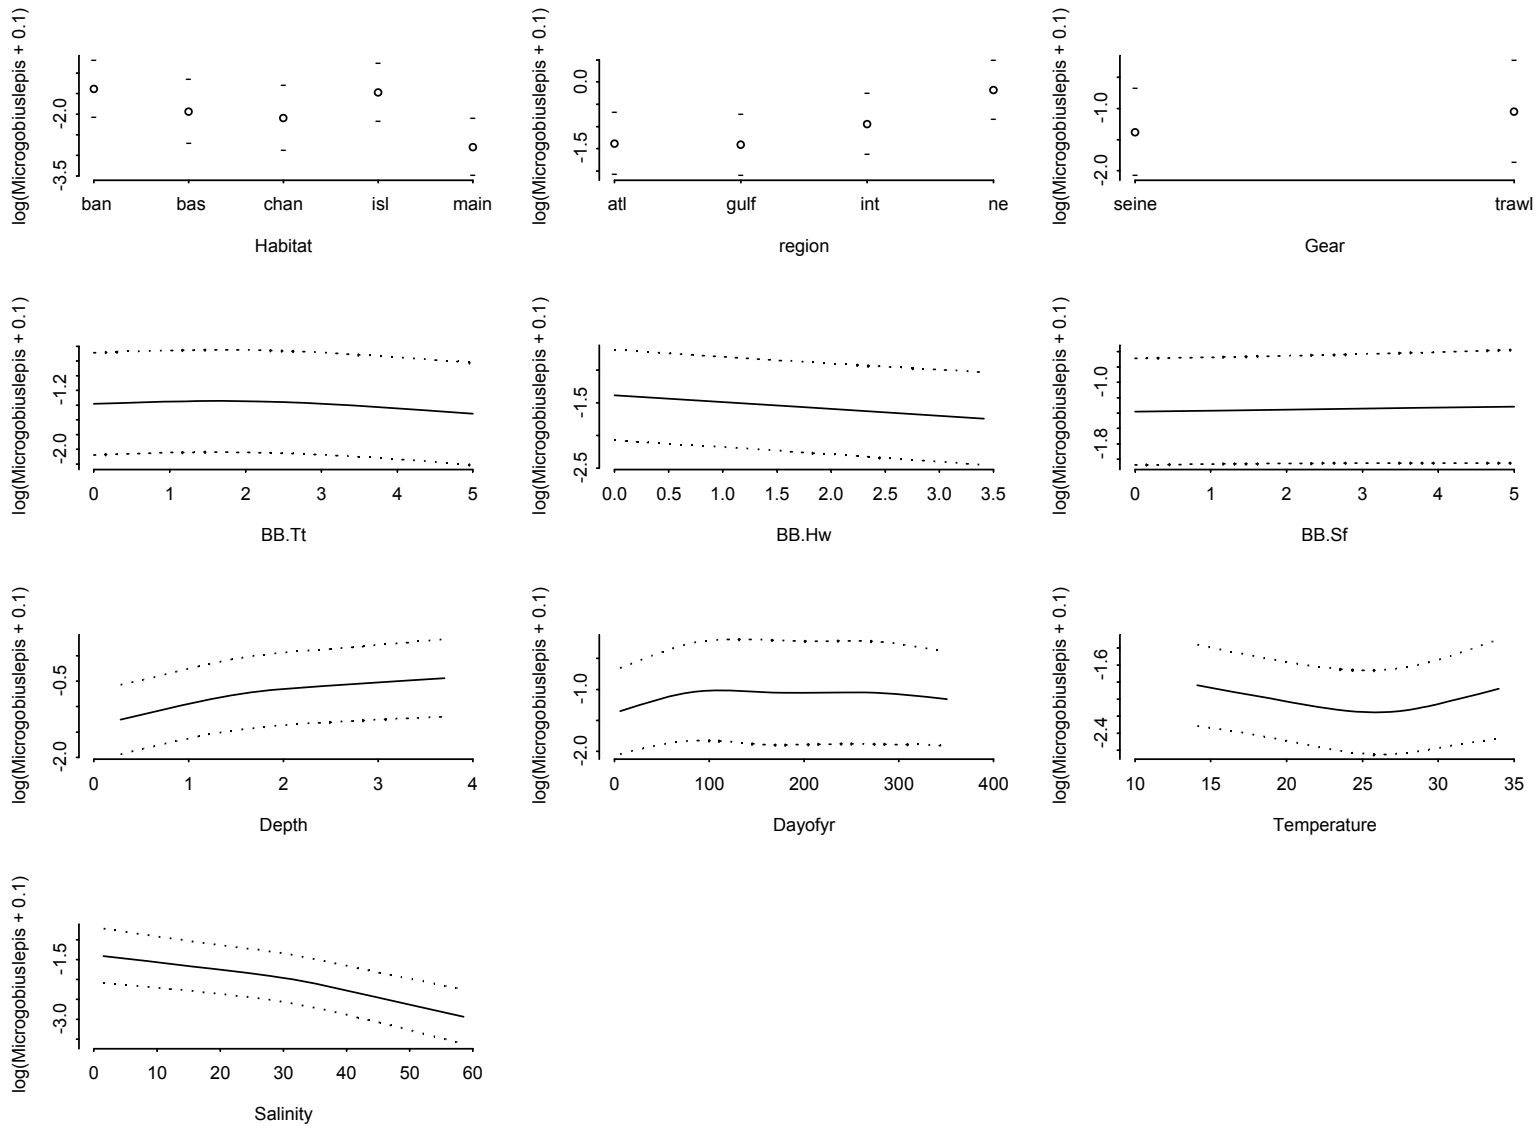 log(Microgobiuslepis + 0.1)
-2.0
-3.5
ban bas chan isl main
Habitat
log(Microgobiuslepis + 0.1)
0.0
-1.5
atl gulf int ne
region
log(Microgobiuslepis + 0.1)
-1.0
-2.0
seine trawl
Gear
log(Microgobiuslepis + 0.1)
-1.2
-2.0
0 1 2 3 4 5
BB.Tt
log(Microgobiuslepis + 0.1)
-1.5
-2.5
0.0 0.5 1.0 1.5 2.0 2.5 3.0 3.5
BB.Hw
log(Microgobiuslepis + 0.1)
-1.0
-1.8
0 1 2 3 4 5
BB.Sf
log(Microgobiuslepis + 0.1)
-0.5
-2.0
0 1 2 3 4
Depth
log(Microgobiuslepis + 0.1)
-1.0
-2.0
0 100 200 300 400
Dayofyr
log(Microgobiuslepis + 0.1)
-1.6
-2.4
10 15 20 25 30 35
Temperature
log(Microgobiuslepis + 0.1)
-1.5
-3.0
0 10 20 30 40 50 60
Salinity